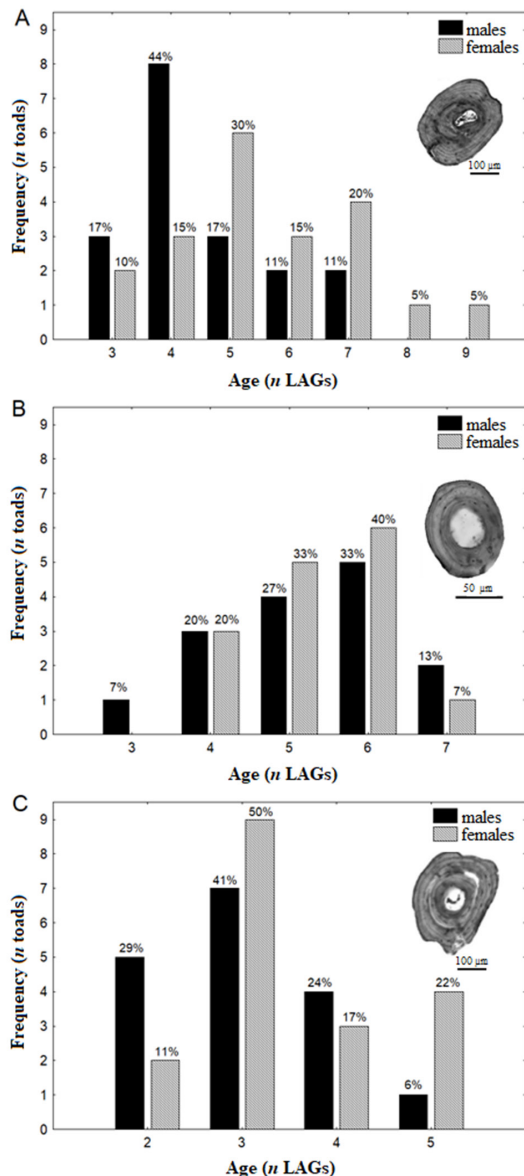 A
males
females
Frequency (n toads)
9
8
7
6
5
4
3
2
1
0
17%
10%
44%
15%
17%
30%
11%
15%
11%
20%
5%
5%
100 µm
3 4 5 6 7 8 9
Age (n LAGs)
B
males
females
Frequency (n toads)
9
8
7
6
5
4
3
2
1
0
7%
20%
20%
27%
33%
33%
40%
13%
7%
50 µm
3 4 5 6 7
Age (n LAGs)
C
males
females
Frequency (n toads)
9
8
7
6
5
4
3
2
1
0
29%
11%
41%
50%
24%
17%
6%
22%
100 µm
2 3 4 5
Age (n LAGs)